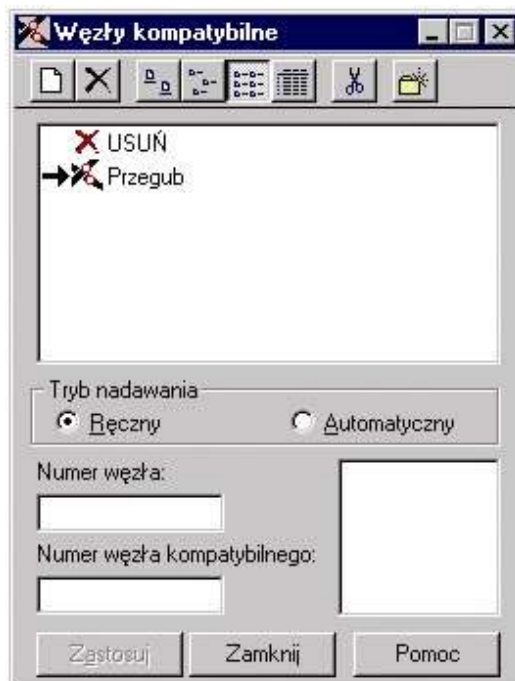 Węzły kompatybilne
USUŃ
Przegub
Tryb nadawania
Ręczny Automatyczny
Numer węzła:
Numer węzła kompatybilnego:
Zastosuj Zamknij Pomoc